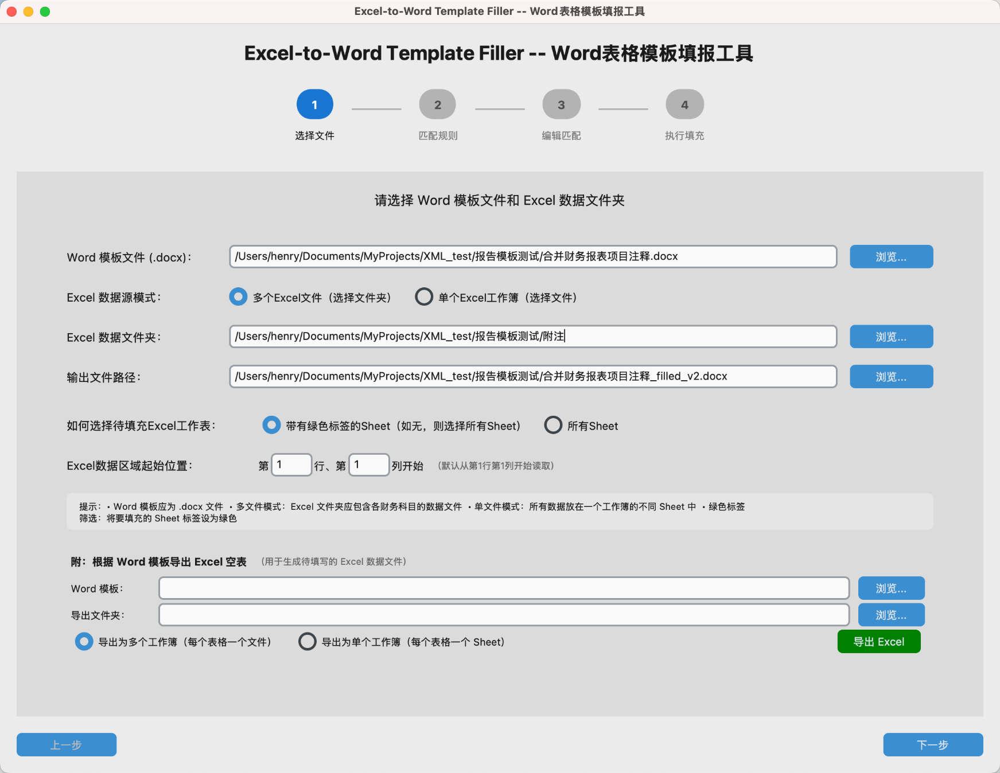 Excel-to-Word Template Filler -- Word表格模板填报工具
Excel-to-Word Template Filler -- Word表格模板填报工具
1
2
3
4
选择文件
匹配规则
编辑匹配
执行填充
请选择 Word 模板文件和 Excel 数据文件夹
Word 模板文件 (.docx)： /Users/henry/Documents/MyProjects/XML_test/报告模板测试/合并财务报表项目注释.docx 浏览...
Excel 数据源模式： 多个Excel文件（选择文件夹） 单个Excel工作簿（选择文件）
Excel 数据文件夹： /Users/henry/Documents/MyProjects/XML_test/报告模板测试/附注 浏览...
输出文件路径： /Users/henry/Documents/MyProjects/XML_test/报告模板测试/合并财务报表项目注释_filled_v2.docx 浏览...
如何选择待填充Excel工作表： 带有绿色标签的Sheet（如无，则选择所有Sheet） 所有Sheet
Excel数据区域起始位置： 第 1 行、第 1 列开始 （默认从第1行第1列开始读取）
提示：• Word 模板应为 .docx 文件 • 多文件模式：Excel 文件夹应包含各财务科目的数据文件 • 单文件模式：所有数据放在一个工作簿的不同 Sheet 中 • 绿色标签
筛选：将要填充的 Sheet 标签设为绿色
附：根据 Word 模板导出 Excel 空表 （用于生成待填写的 Excel 数据文件）
Word 模板： 浏览...
导出文件夹： 浏览...
导出为多个工作簿（每个表格一个文件） 导出为单个工作簿（每个表格一个 Sheet） 导出 Excel
上一步 下一步